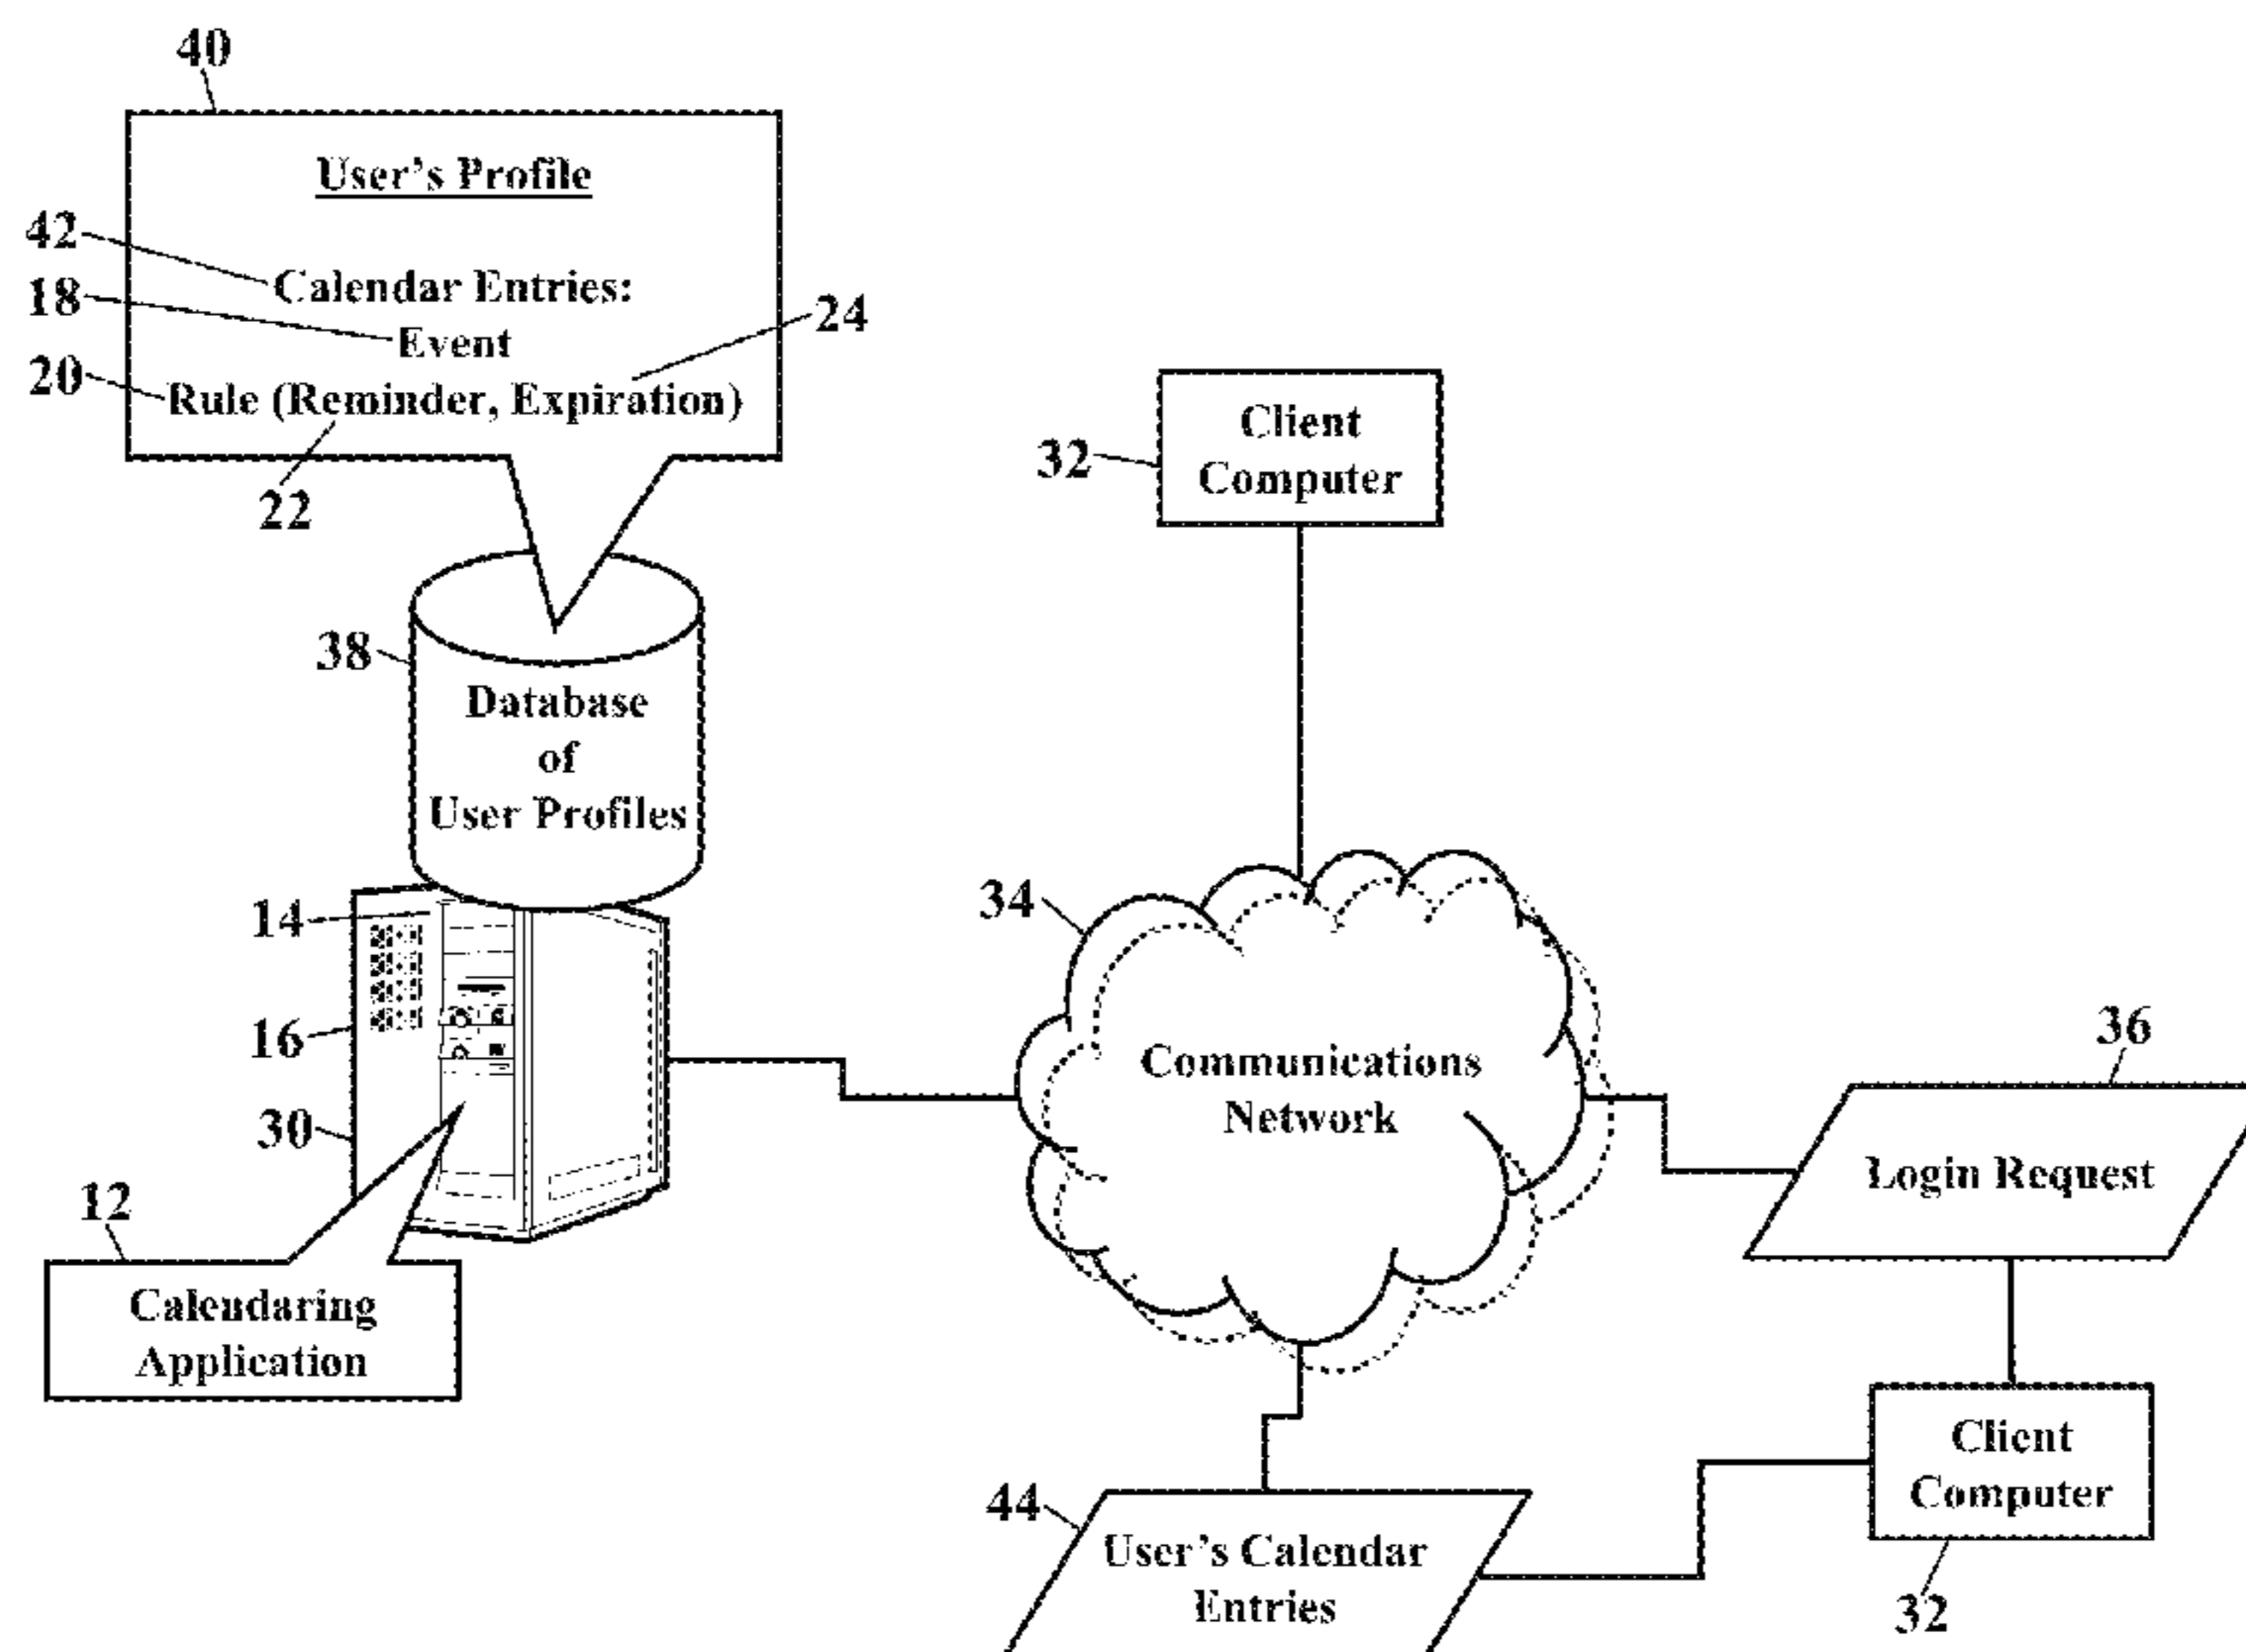 40
User's Profile
42
Calendar Entries:
18
24
Event
20
Rule (Reminder, Expiration)
22
Client
Computer
32
38
Database
of
User Profiles
14
34
16
Communications
Network
36
30
Login Request
12
Calendaring
Application
Client
Computer
44
User's Calendar
Entries
32